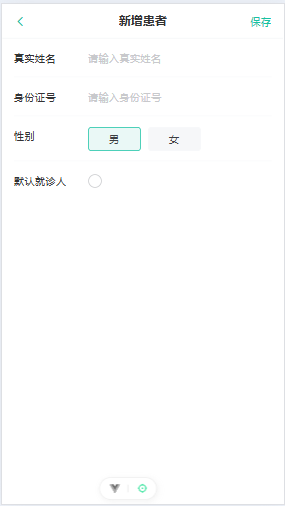 新增患者
保存
真实姓名 请输入真实姓名
身份证号 请输入身份证号
性别 男 女
默认就诊人